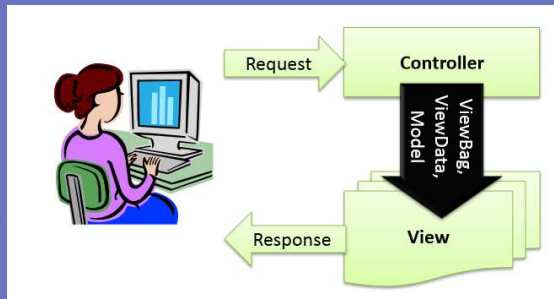 Request
Controller
ViewBag,
ViewData,
Model
Response
View